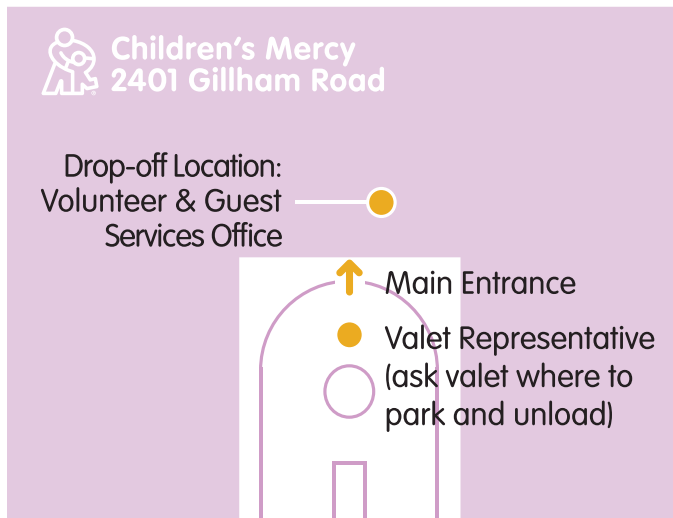 Children's Mercy
2401 Gillham Road
Drop-off Location:
Volunteer & Guest
Services Office
Main Entrance
Valet Representative
(ask valet where to
park and unload)